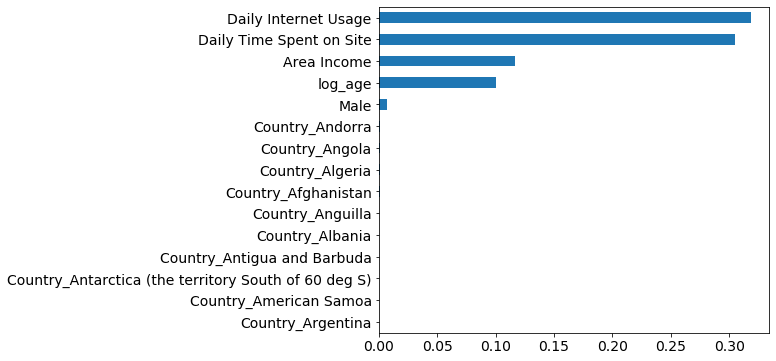 Daily Internet Usage
Daily Time Spent on Site
Area Income
log_age
Male
Country_Andorra
Country_Angola
Country_Algeria
Country_Afghanistan
Country_Anguilla
Country_Albania
Country_Antigua and Barbuda
Country_Antarctica (the territory South of 60 deg S)
Country_American Samoa
Country_Argentina
0.00 0.05 0.10 0.15 0.20 0.25 0.30